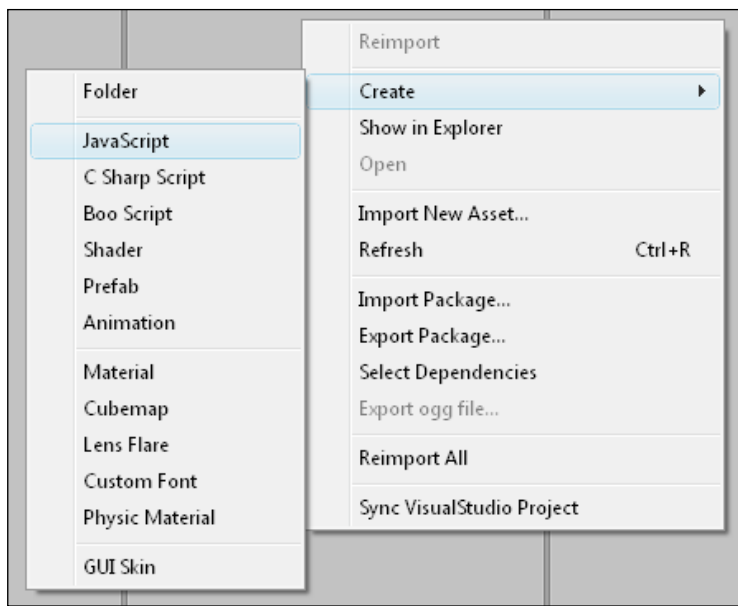 Reimport
Create
Show in Explorer
Open
Import New Asset...
Refresh Ctrl+R
Import Package...
Export Package...
Select Dependencies
Export ogg file...
Reimport All
Sync VisualStudio Project
Folder
JavaScript
C Sharp Script
Boo Script
Shader
Prefab
Animation
Material
Cubemap
Lens Flare
Custom Font
Physic Material
GUI Skin